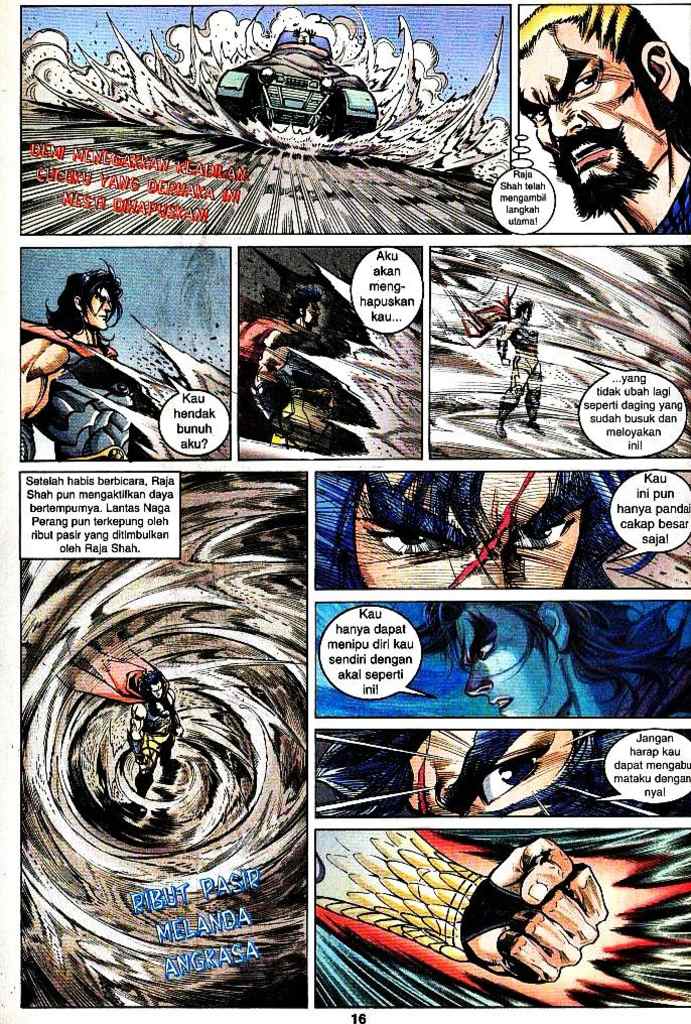 DEMI MENEGAKKAN KEADILAN
CUCUKU YANG DERHAKA INI
MESTI DIHAPUSKAN
Raja
Shah telah
mengambil
langkah
utama!
Kau
hendak
bunuh
aku?
Aku
akan
meng-
hapuskan
kau...
...yang
tidak ubah lagi
seperti daging yang
sudah busuk dan
meloyakan
ini!
Setelah habis berbicara, Raja
Shah pun mengaktifkan daya
bertempurnya. Lantas Naga
Perang pun terkepung oleh
ribut pasir yang ditimbulkan
oleh Raja Shah.
RIBUT PASIR
MELANDA
ANGKASA
Kau
ini pun
hanya pandai
cakap besar
saja!
Kau
hanya dapat
menipu diri kau
sendiri dengan
akal seperti
ini!
Jangan
harap kau
dapat mengabu
mataku dengan
nya!
16